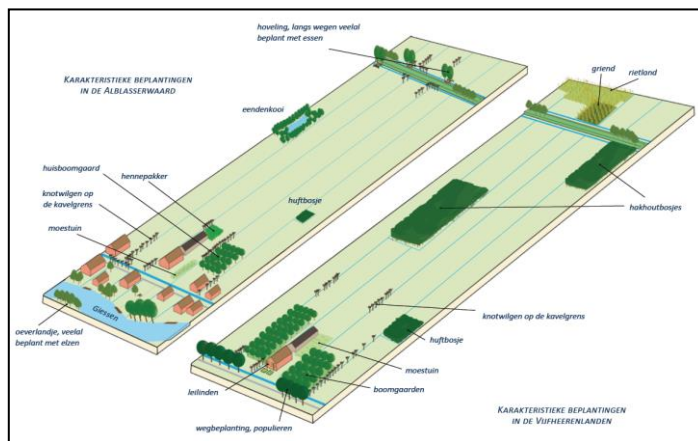 hoveling, langs wegen veelal
beplant met essen
KARAKTERISTIEKE BEPLANTINGEN
IN DE ALBLASSERWAARD
griend
rietland
eendenkooi
huisboomgaard
hennepakker
knotwilgen op
de kavelgrens
moestuin
huftbosje
hakhoutbosjes
Giessen
oeverlandje, veelal
beplant met elzen
knotwilgen op de kavelgrens
huftbosje
moestuin
leilinden
boomgaarden
wegbeplanting, populieren
KARAKTERISTIEKE BEPLANTINGEN
IN DE VIJFHEERENLANDEN